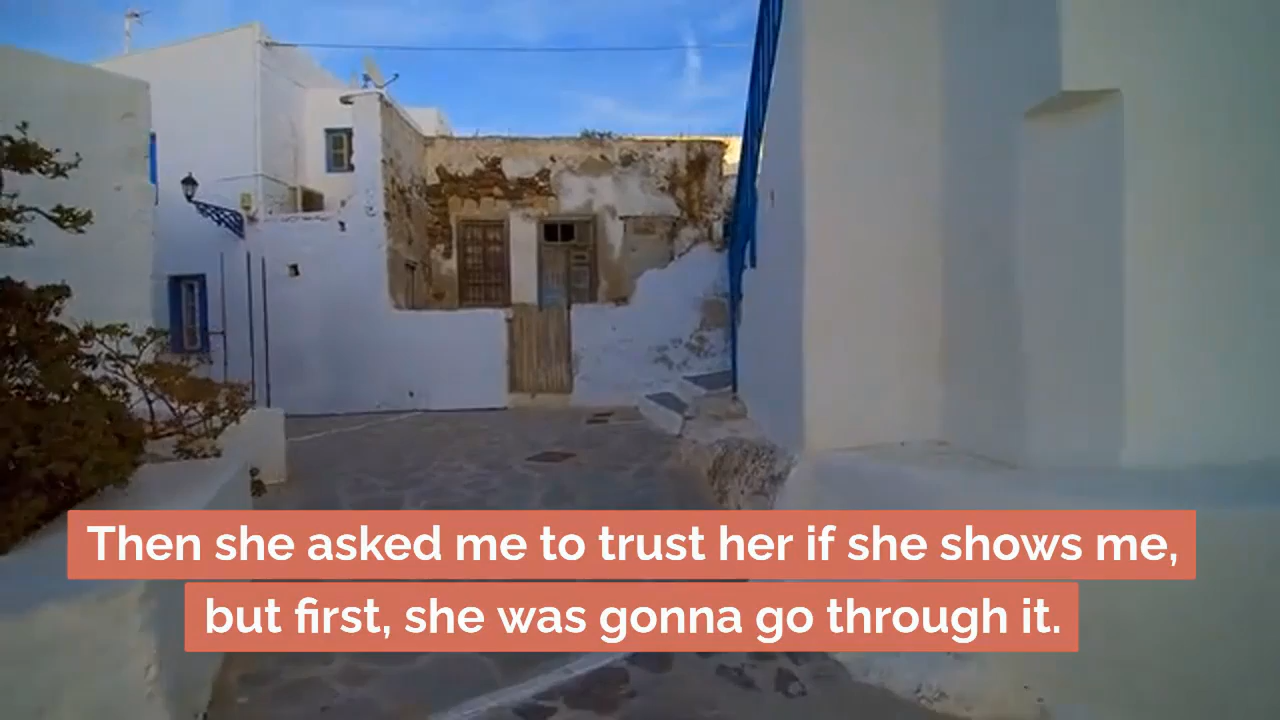 Then she asked me to trust her if she shows me,
but first, she was gonna go through it.